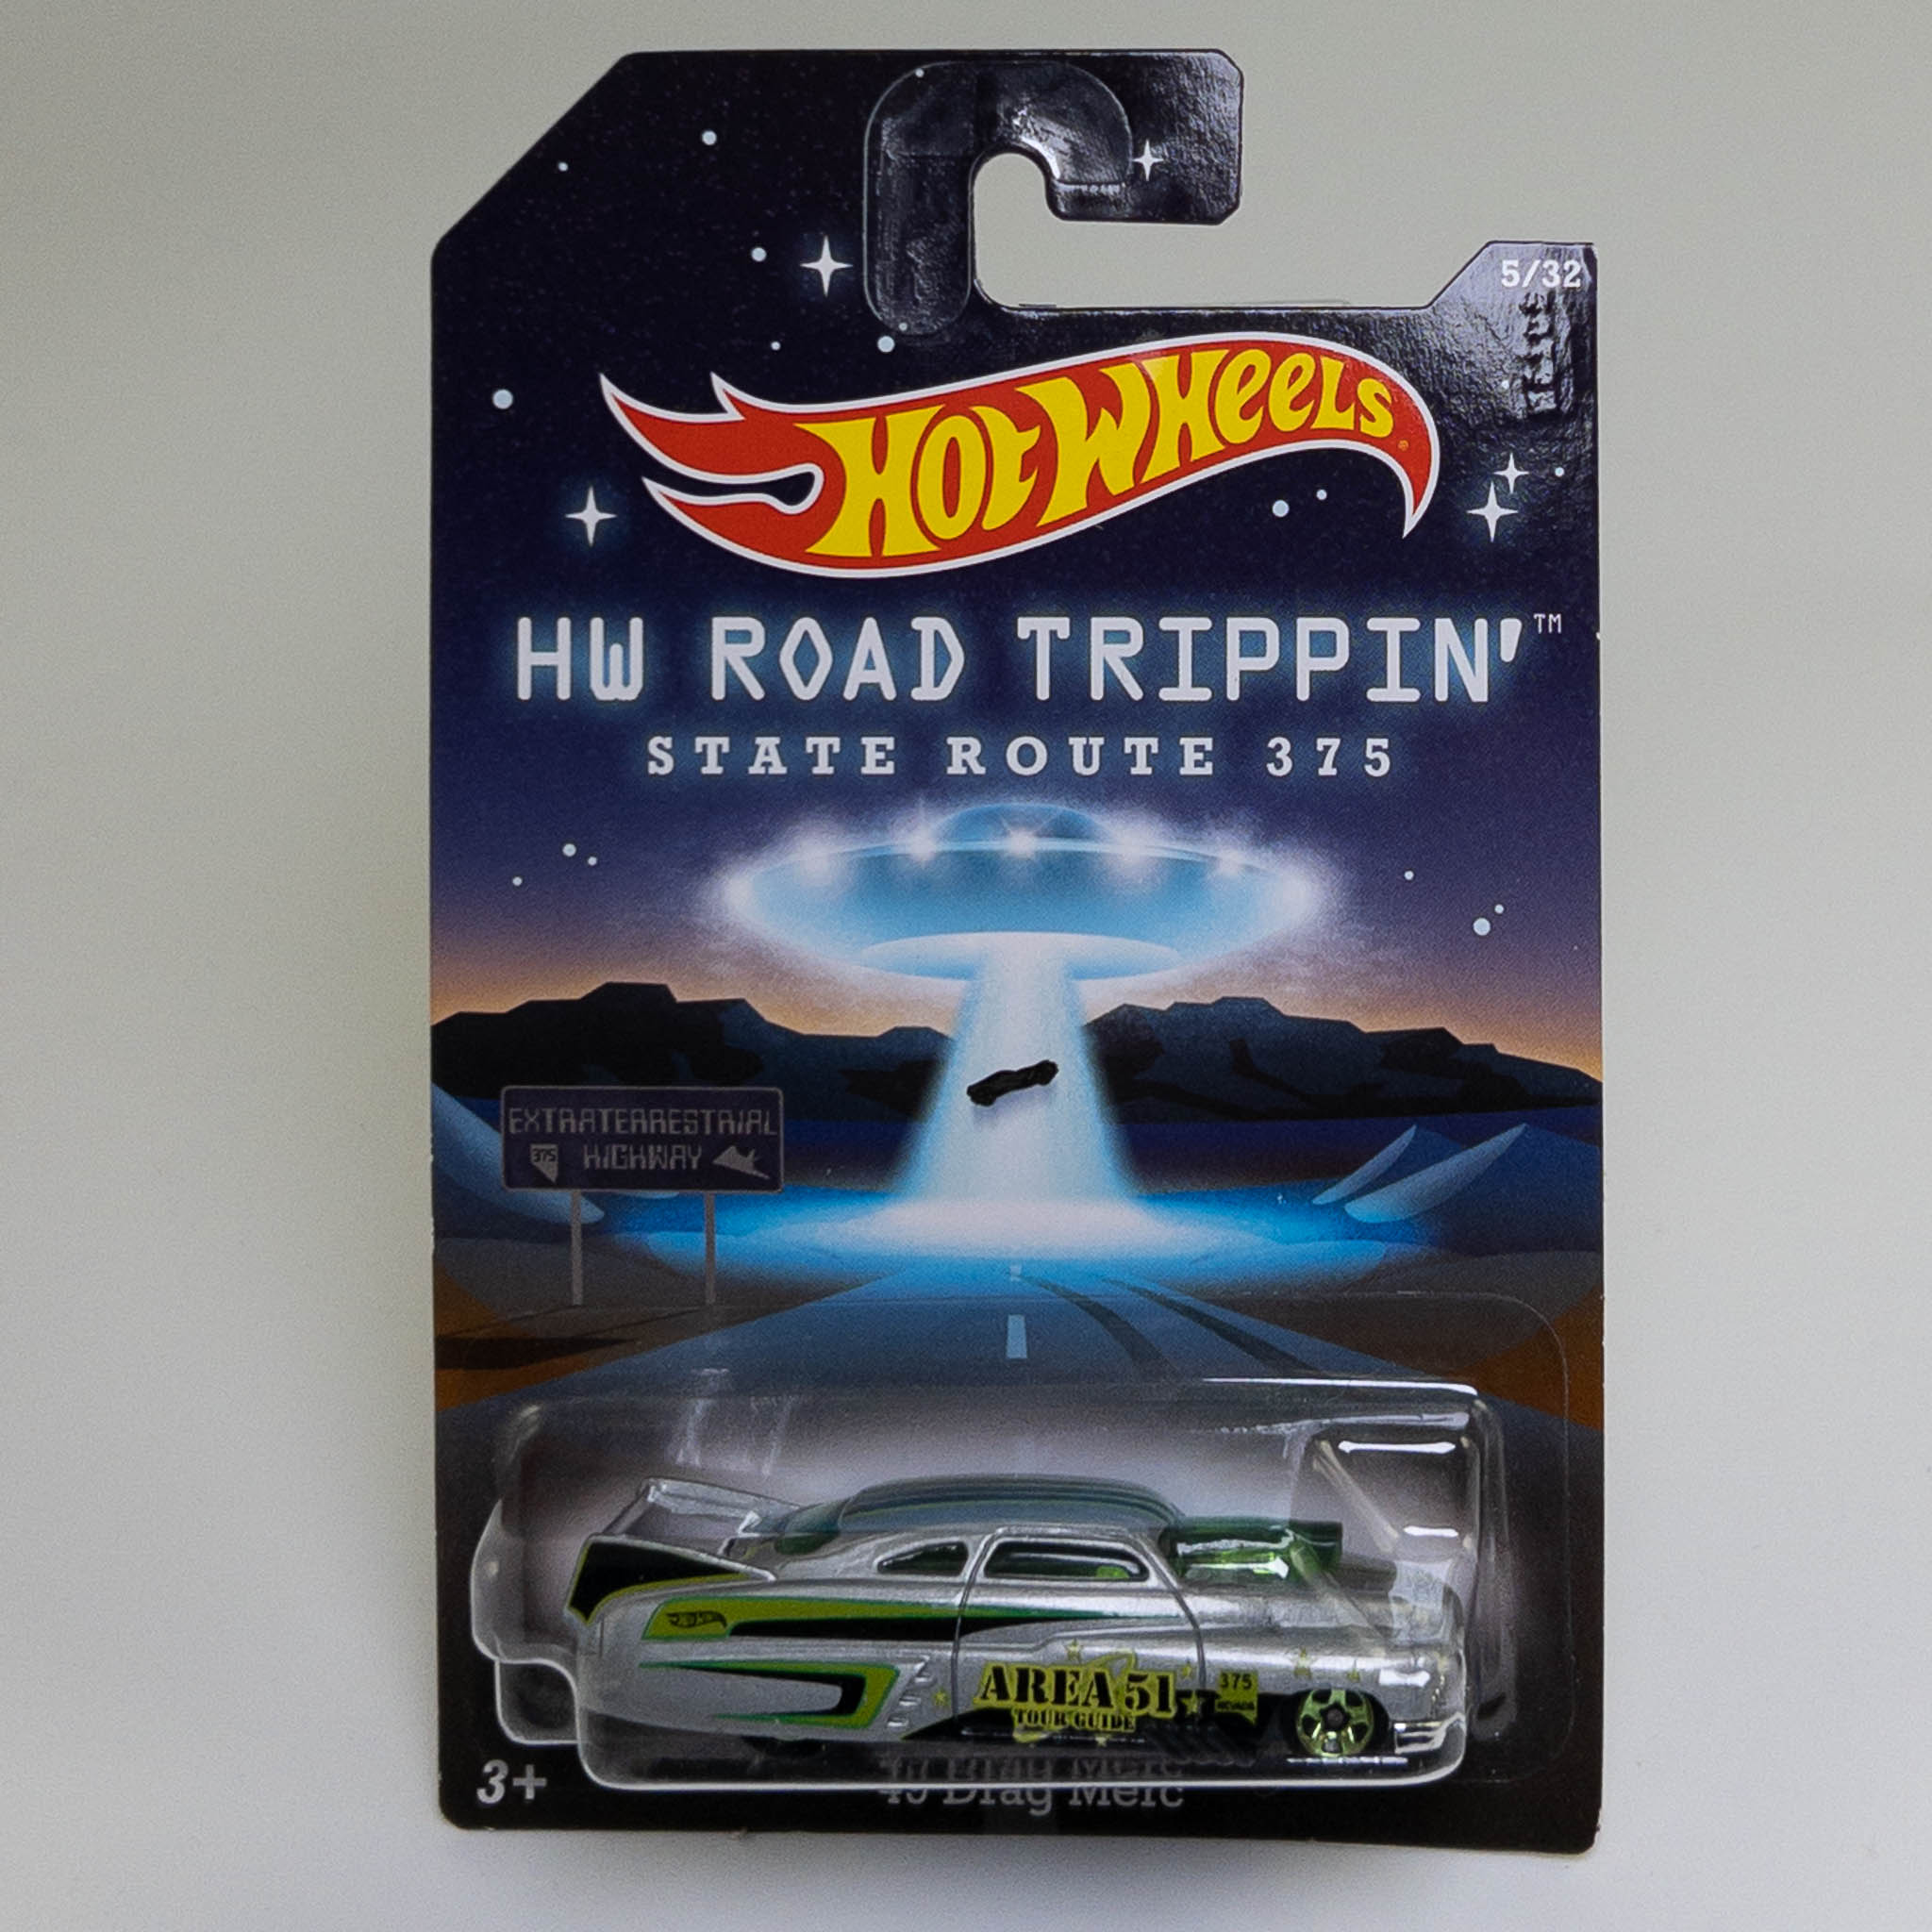 5/32
HOT WHEELS
HW ROAD TRIPPIN'™
STATE ROUTE 375
EXTRATERRESTRIAL
375 HIGHWAY
AREA 51
TOUR GUIDE
375
NEVADA
3+
49 Drag Merc